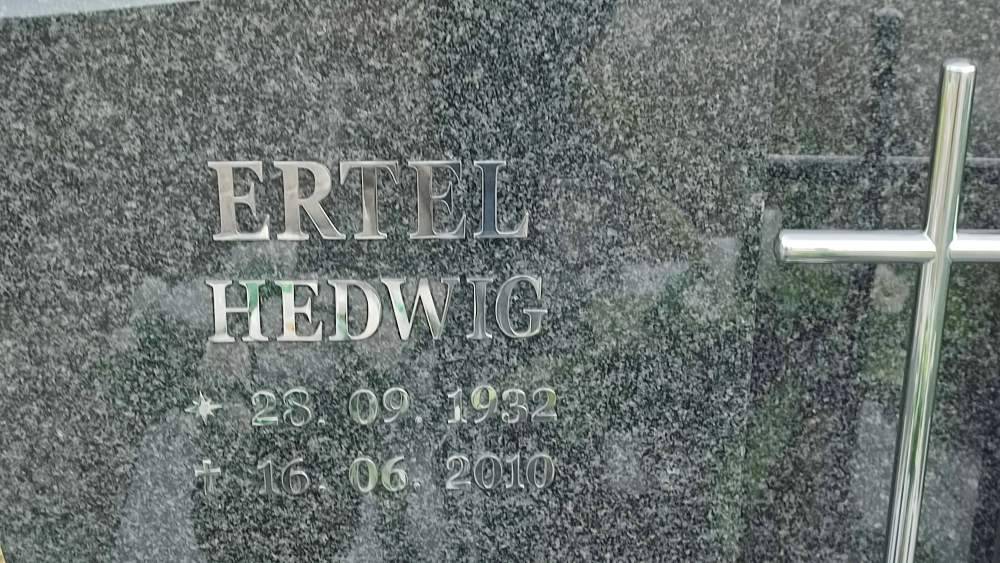 ERTEL
HEDWIG
* 28. 09. 1932
† 16. 06. 2010